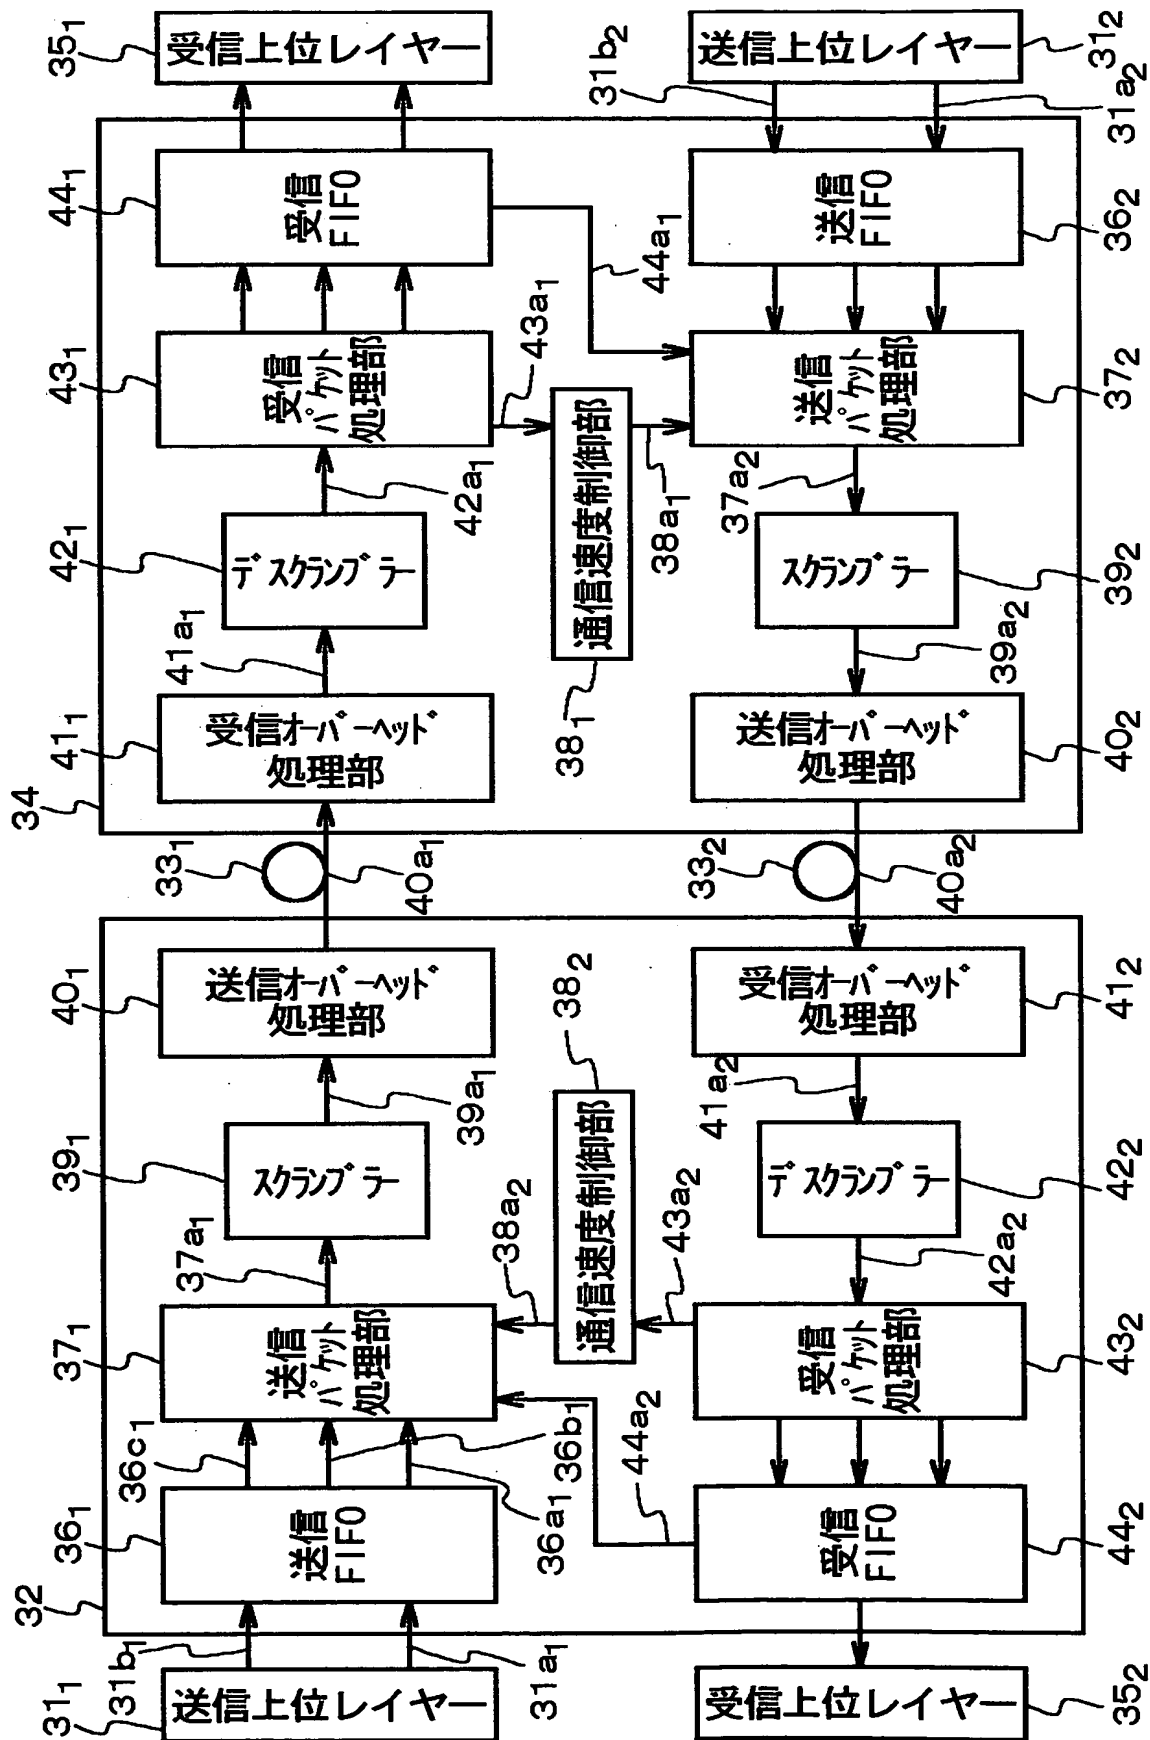 31₁
送信上位レイヤー
31b₁
31a₁
32
36₁
送信
FIFO
36c₁
36b₁
36a₁
37₁
送信
パケット
処理部
37a₁
39₁
スクランブラー
39a₁
40₁
送信オーバーヘッド
処理部
33₁
40a₁
34
41₁
受信オーバーヘッド
処理部
41a₁
42₁
デスクランブラー
42a₁
43₁
受信
パケット
処理部
43a₁
44₁
受信
FIFO
44a₁
35₁
受信上位レイヤー
38₂
通信速度制御部
38a₂
43a₂
44a₂
38₁
通信速度制御部
38a₁
35₂
受信上位レイヤー
44₂
受信
FIFO
43₂
受信
パケット
処理部
42a₂
42₂
デスクランブラー
41a₂
41₂
受信オーバーヘッド
処理部
33₂
40a₂
40₂
送信オーバーヘッド
処理部
39a₂
39₂
スクランブラー
37a₂
37₂
送信
パケット
処理部
36₂
送信
FIFO
31b₂
31a₂
31₂
送信上位レイヤー